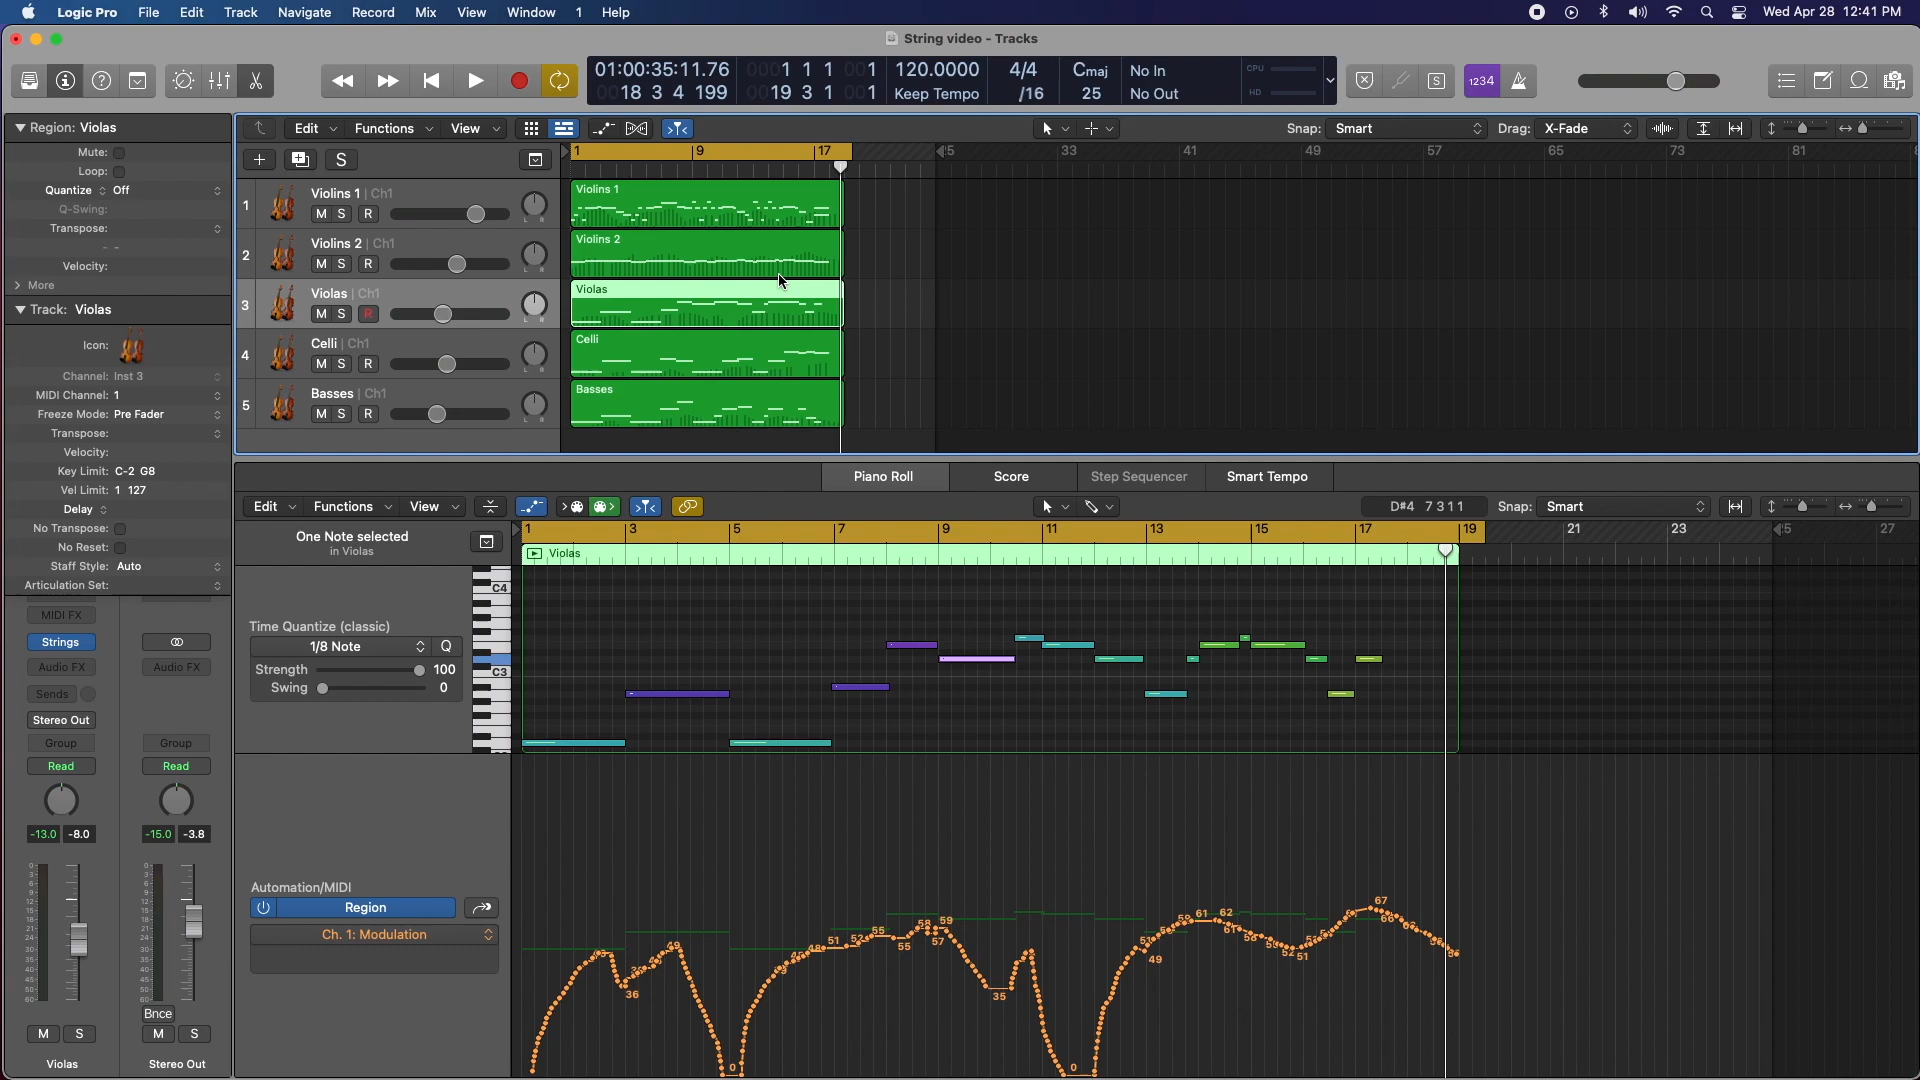 Logic Pro File Edit Track Navigate Record Mix View Window 1 Help Wed Apr 28 12:41 PM
String video - Tracks
01:00:35:11.76 0001 1 1 001 120.0000 4/4 Cmaj No In CPU
0018 3 4 199 0019 3 1 001 Keep Tempo /16 25 No Out HD
S 1234
Region: Violas
Mute:
Loop:
Quantize Off
Q-Swing:
Transpose:
- -
Velocity:
More
Track: Violas
Icon:
Channel: Inst 3
MIDI Channel: 1
Freeze Mode: Pre Fader
Transpose:
Velocity:
Key Limit: C-2 G8
Vel Limit: 1 127
Delay
No Transpose:
No Reset:
Staff Style: Auto
Articulation Set:
MIDI FX
Strings
Audio FX Audio FX
Sends
Stereo Out
Group Group
Read Read
-13.0 -8.0 -15.0 -3.8
Bnce
M S M S
Violas Stereo Out
Edit Functions View Snap: Smart Drag: X-Fade
S 1 9 17 25 33 41 49 57 65 73 81
1 Violins 1 | Ch1
M S R L R
2 Violins 2 | Ch1
M S R L R
3 Violas | Ch1
M S R L R
4 Celli | Ch1
M S R L R
5 Basses | Ch1
M S R L R
Violins 1
Violins 2
Violas
Celli
Basses
Piano Roll Score Step Sequencer Smart Tempo
Edit Functions View D#4 7 3 1 1 Snap: Smart
One Note selected
in Violas
1 3 5 7 9 11 13 15 17 19 21 23 25 27
Violas
C4
C3
Time Quantize (classic)
1/8 Note Q
Strength 100
Swing 0
Automation/MIDI
Region
Ch. 1: Modulation
36 49 0 48 51 55 55 58 57 59 35 0 49 61 62 58 52 51 67 66